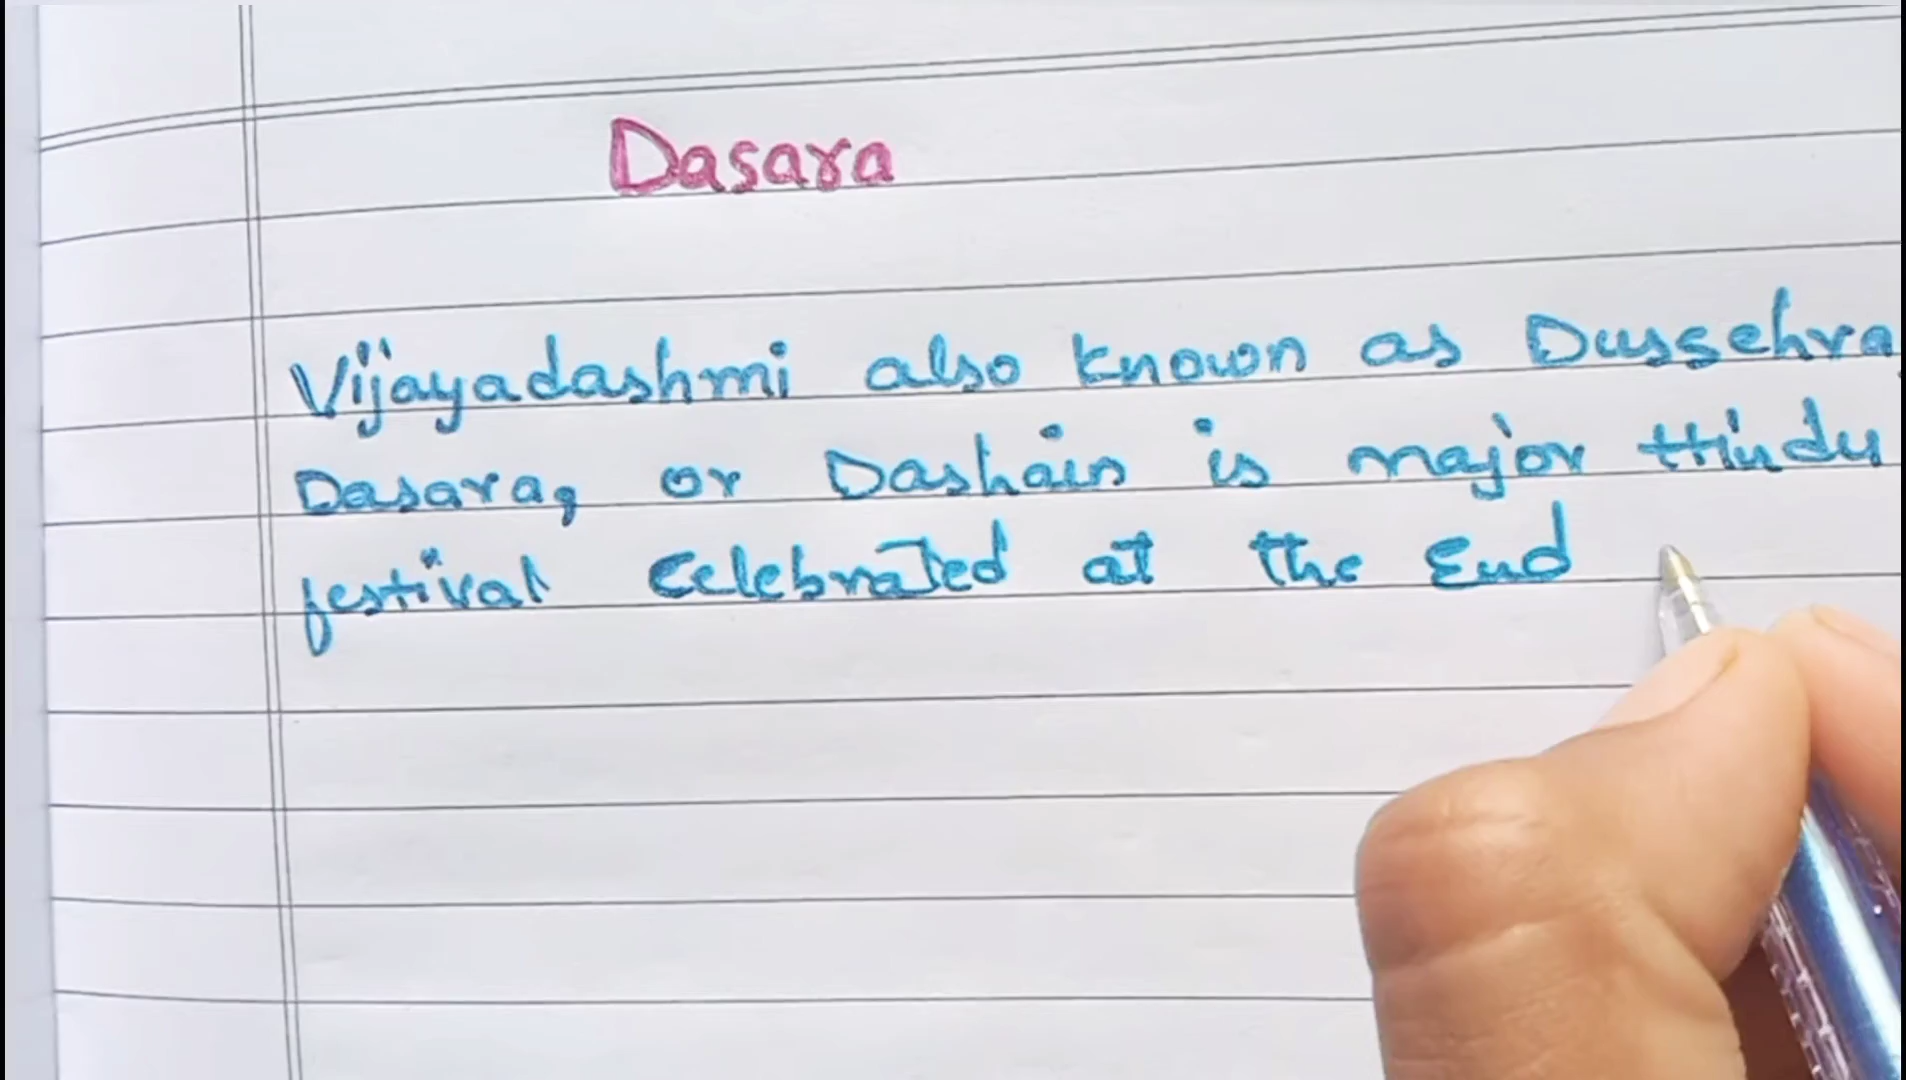 Dasara
Vijayadashmi also known as Dussehra,
Dasara, or Dashain is major Hindu
festival celebrated at the End